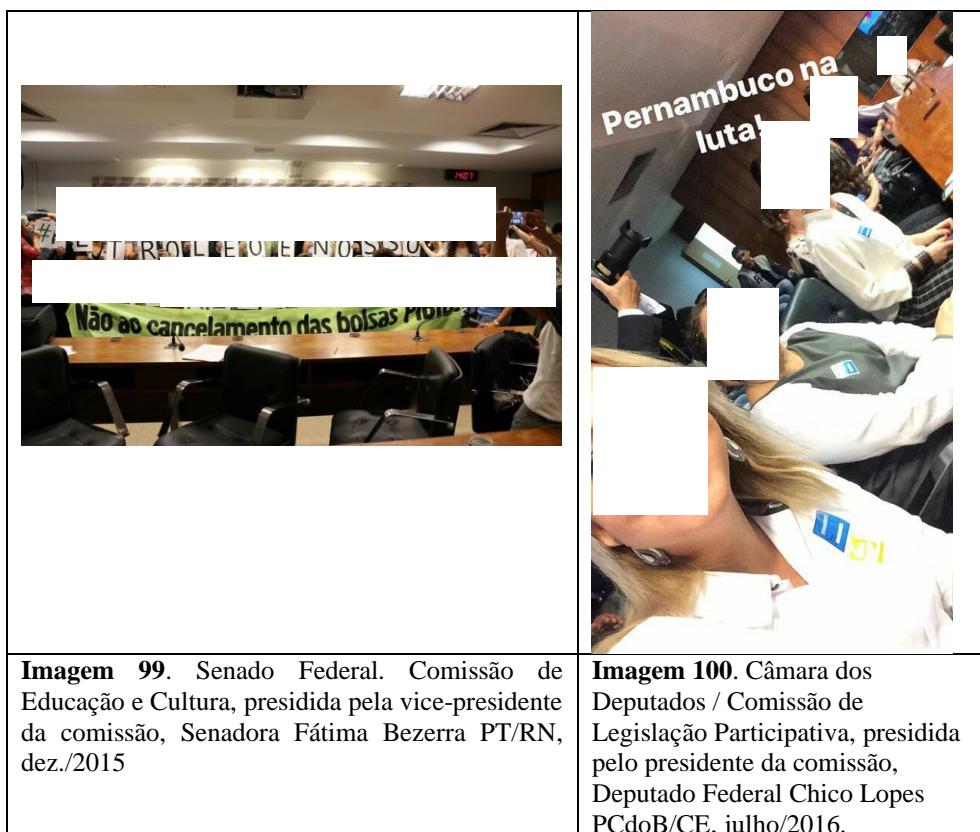 14:07
#
E T R O L E O E N O S S O
Não ao cancelamento das bolsas
Pernambuco na
luta!
Imagem 99. Senado Federal. Comissão de
Educação e Cultura, presidida pela vice-presidente
da comissão, Senadora Fátima Bezerra PT/RN,
dez./2015
Imagem 100. Câmara dos
Deputados / Comissão de
Legislação Participativa, presidida
pelo presidente da comissão,
Deputado Federal Chico Lopes
PCdoB/CE, julho/2016.